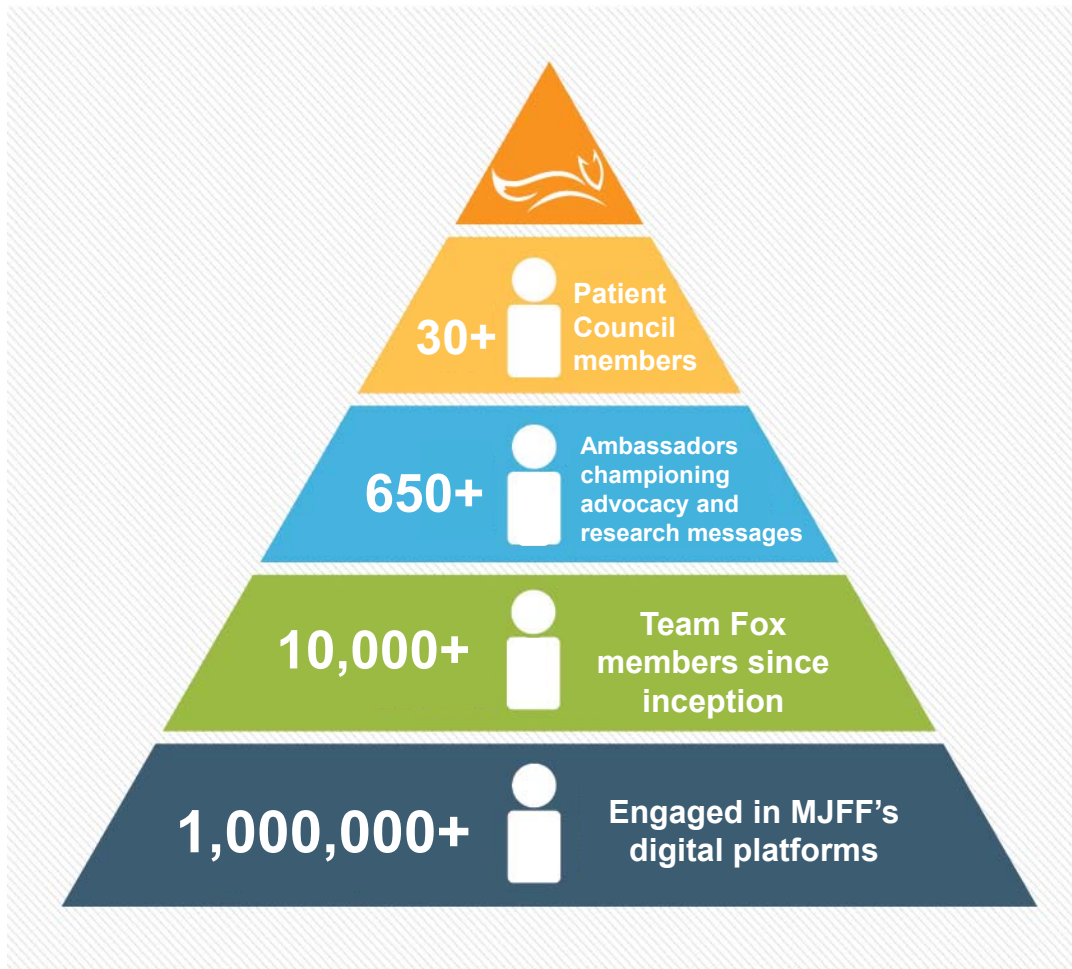 30+
Patient
Council
members
650+
Ambassadors
championing
advocacy and
research messages
10,000+
Team Fox
members since
inception
1,000,000+
Engaged in MJFF’s
digital platforms